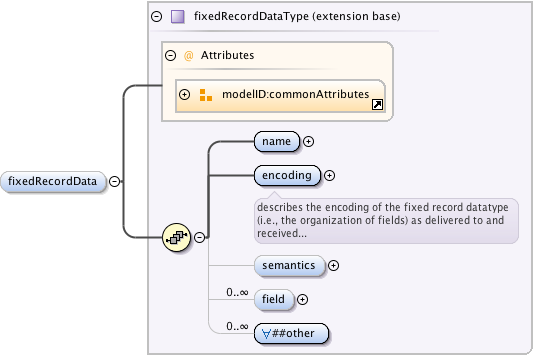 fixedRecordDataType (extension base)
@ Attributes
modelID:commonAttributes
name
fixedRecordData
encoding
describes the encoding of the fixed record datatype
(i.e., the organization of fields) as delivered to and
received...
semantics
0..∞
field
0..∞
∀##other